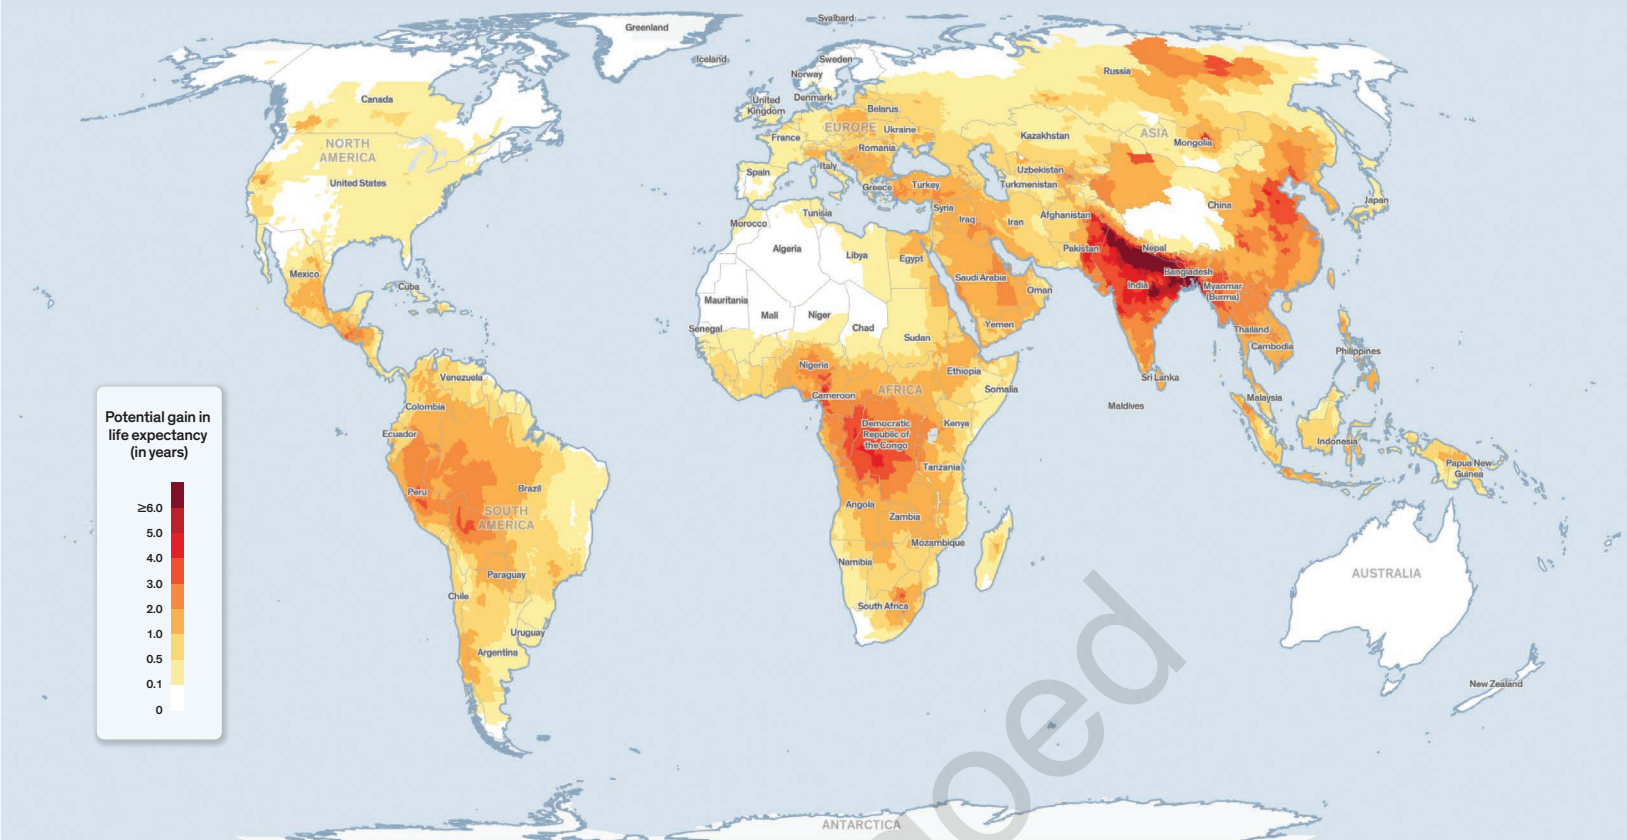 Greenland
Svalbard
Iceland
Sweden
Norway
Russia
Canada
United
Kingdom
Denmark
Belarus
EUROPE
Ukraine
France
Romania
Kazakhstan
ASIA
Mongolia
NORTH
AMERICA
United States
Spain
Italy
Greece
Turkey
Uzbekistan
Turkmenistan
Japan
China
Morocco
Tunisia
Syria
Iraq
Iran
Afghanistan
Algeria
Libya
Egypt
Pakistan
Nepal
Bangladesh
India
Myanmar
(Burma)
Mexico
Cuba
Saudi Arabia
Oman
Mauritania
Mali
Niger
Chad
Senegal
Sudan
Yemen
Thailand
Cambodia
Philippines
Nigeria
Ethiopia
Somalia
Sri Lanka
Venezuela
Cameroon
AFRICA
Maldives
Malaysia
Colombia
Ecuador
Democratic
Republic of
the Congo
Kenya
Indonesia
Tanzania
Papua New
Guinea
Peru
Brazil
SOUTH
AMERICA
Angola
Zambia
Mozambique
Namibia
AUSTRALIA
Paraguay
Chile
South Africa
Uruguay
Argentina
New Zealand
ANTARCTICA
Potential gain in
life expectancy
(in years)
≥6.0
5.0
4.0
3.0
2.0
1.0
0.5
0.1
0
oed